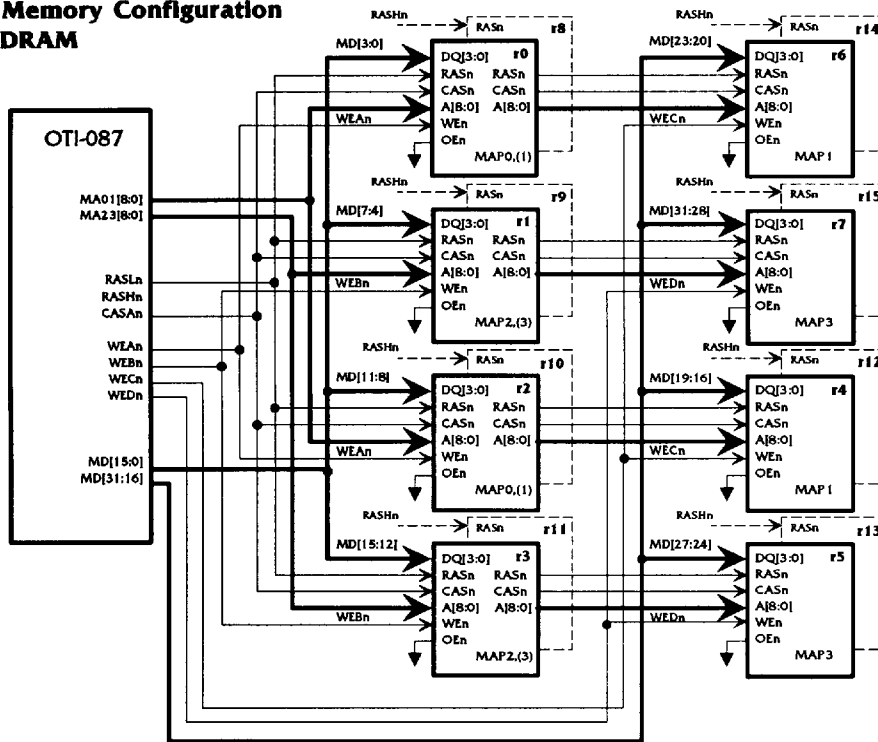 Memory Configuration
DRAM
OTI-087
MA01[8:0]
MA23[8:0]
RASLn
RASHn
CASAn
WEAn
WEBn
WECn
WEDn
MD[15:0]
MD[31:16]
RASHn
RASn
r8
MD[3:0]
r0
DQ[3:0]
RASn RASn
CASn CASn
A[8:0] A[8:0]
WEAn
WEn
OEn
MAP0,(1)
RASHn
RASn
r9
MD[7:4]
DQ[3:0] r1
RASn RASn
CASn CASn
A[8:0] A[8:0]
WEBn
WEn
OEn
MAP2,(3)
RASHn
RASn
r10
MD[11:8]
DQ[3:0] r2
RASn RASn
CASn CASn
A[8:0] A[8:0]
WEAn
WEn
OEn
MAP0,(1)
RASHn
RASn
r11
MD[15:12]
DQ[3:0] r3
RASn RASn
CASn CASn
A[8:0] A[8:0]
WEBn
WEn
OEn
MAP2,(3)
RASHn
RASn
r14
MD[23:20]
DQ[3:0] r6
RASn
CASn
A[8:0]
WECn
WEn
OEn
MAP1
RASHn
RASn
r15
MD[31:28]
DQ[3:0] r7
RASn
CASn
A[8:0]
WEDn
WEn
OEn
MAP3
RASHn
RASn
r12
MD[19:16]
DQ[3:0] r4
RASn
CASn
A[8:0]
WECn
WEn
OEn
MAP1
RASHn
RASn
r13
MD[27:24]
DQ[3:0] r5
RASn
CASn
A[8:0]
WEDn
WEn
OEn
MAP3